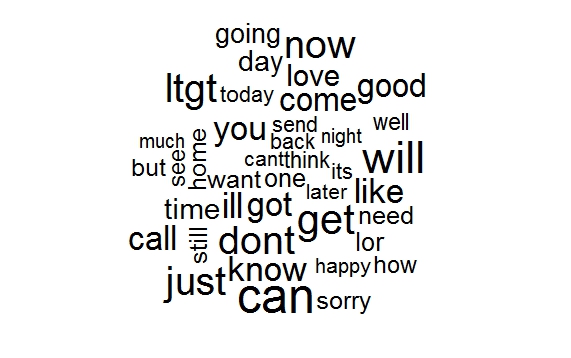 going
now
day
love
ltgt
today
come
good
you
send
well
back
night
much
see
home
cant
think
will
but
its
want
one
later
like
time
ill
got
get
need
call
still
dont
lor
just
know
happy
how
can
sorry